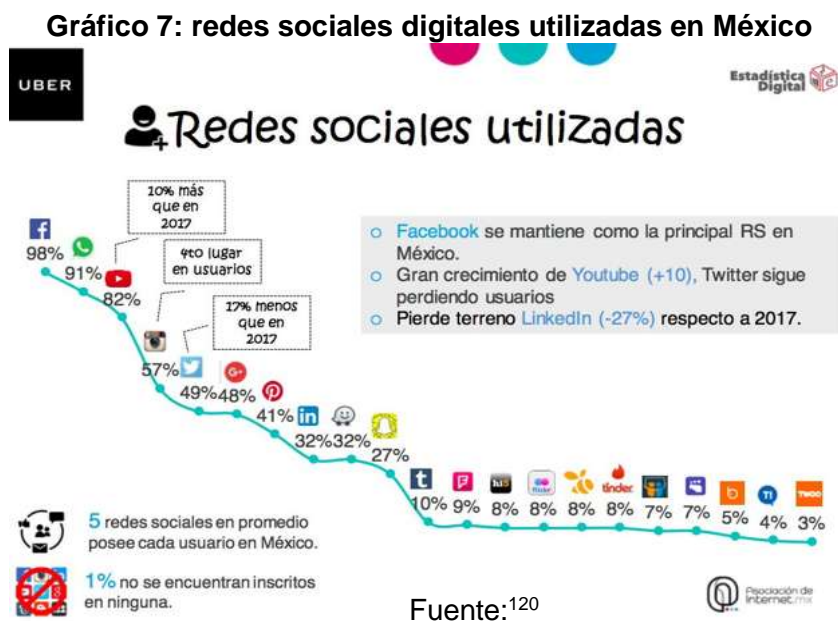 Gráfico 7: redes sociales digitales utilizadas en México
UBER
Estadística
Digital
Redes sociales utilizadas
10% más
que en
2017
4to lugar
en usuarios
17% menos
que en
2017
Facebook se mantiene como la principal RS en
México.
Gran crecimiento de Youtube (+10), Twitter sigue
perdiendo usuarios
Pierde terreno LinkedIn (-27%) respecto a 2017.
98%
91%
82%
57%
49%
48%
41%
32%
32%
27%
10%
9%
8%
8%
8%
8%
7%
7%
5%
4%
3%
G+
in
t
hi5
flickr
tinder
b
TWOO
5 redes sociales en promedio
posee cada usuario en México.
1% no se encuentran inscritos
en ninguna.
Fuente:120
Asociación de
Internet.mx